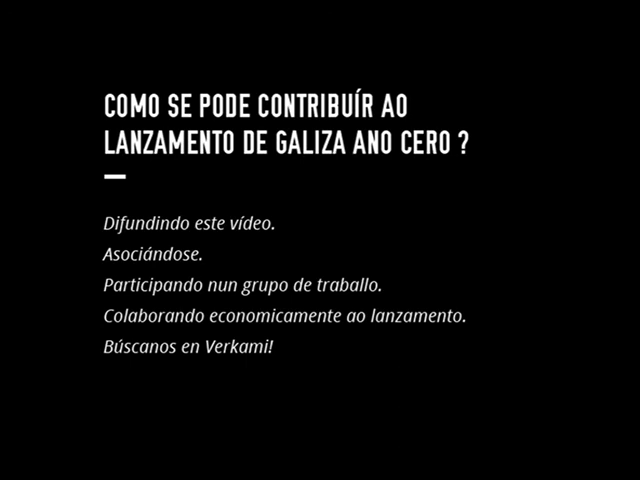 COMO SE PODE CONTRIBUÍR AO
LANZAMENTO DE GALIZA ANO CERO ?
Difundindo este vídeo.
Asociándose.
Participando nun grupo de traballo.
Colaborando economicamente ao lanzamento.
Búscanos en Verkami!